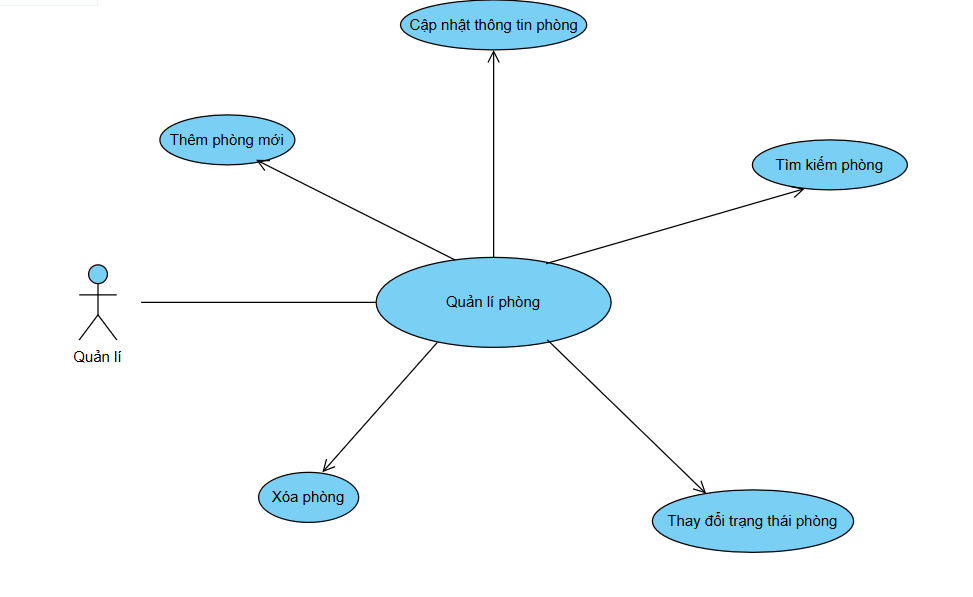 Cập nhật thông tin phòng
Thêm phòng mới
Tìm kiếm phòng
Quản lí phòng
Quản lí
Xóa phòng
Thay đổi trạng thái phòng